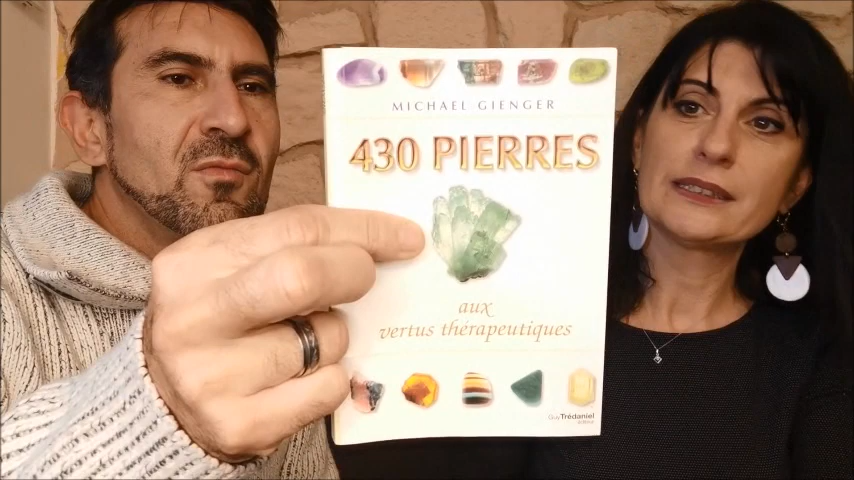 MICHAEL GIENGER
430 PIERRES
aux
vertus thérapeutiques
Guy Trédaniel